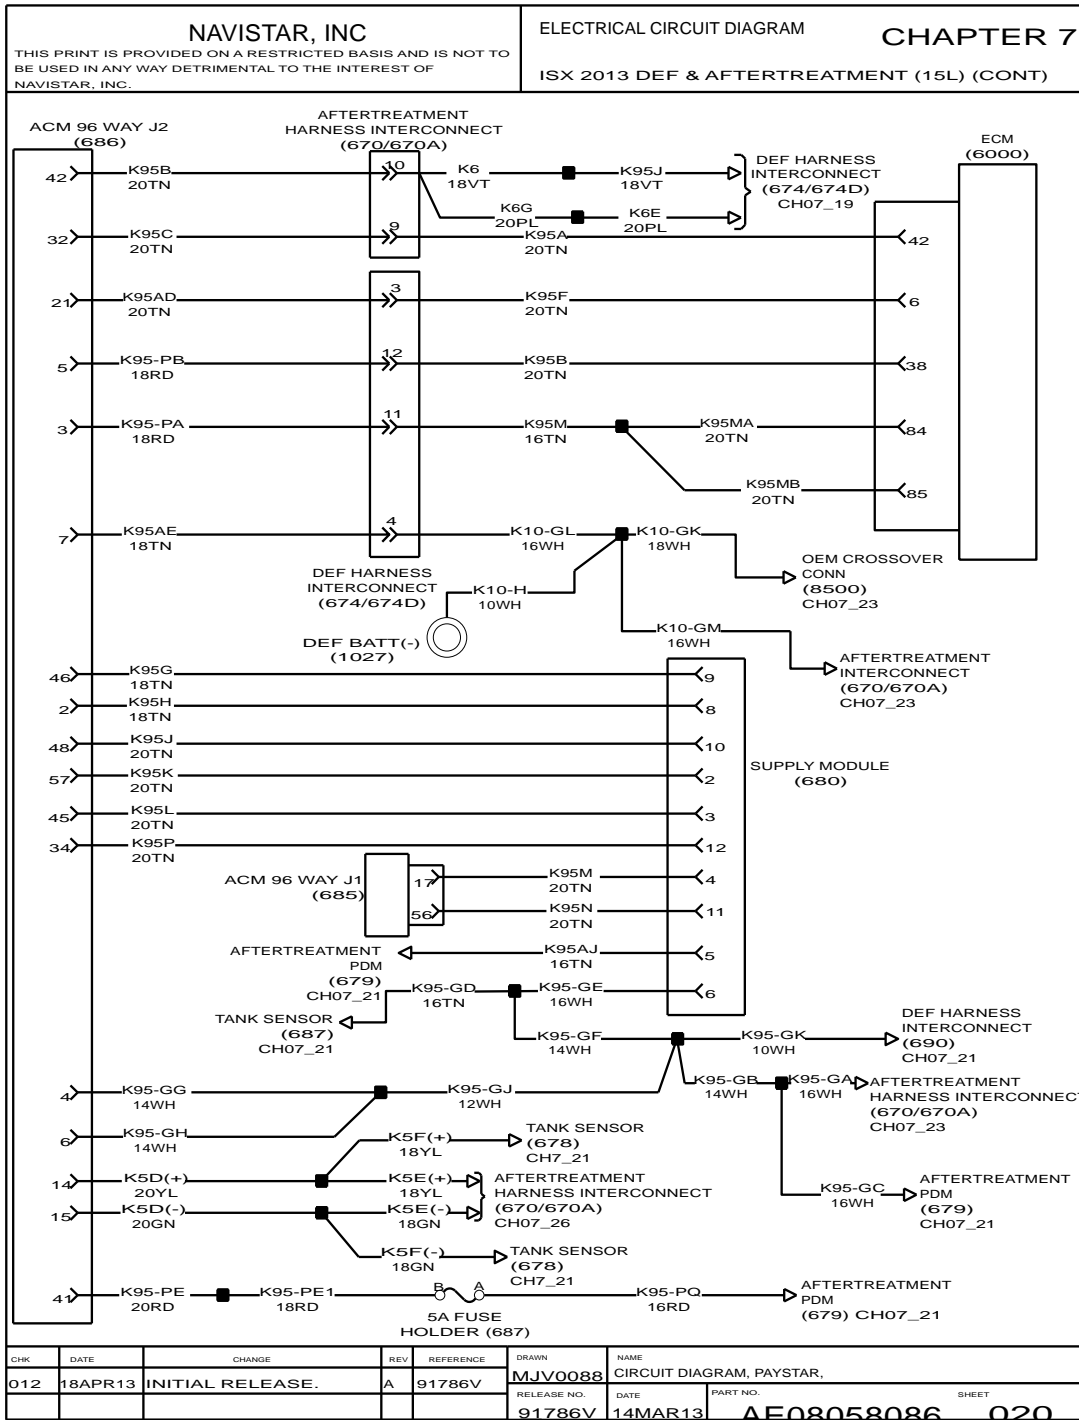 NAVISTAR, INC
THIS PRINT IS PROVIDED ON A RESTRICTED BASIS AND IS NOT TO
BE USED IN ANY WAY DETRIMENTAL TO THE INTEREST OF
NAVISTAR, INC.
ELECTRICAL CIRCUIT DIAGRAM
CHAPTER 7
ISX 2013 DEF & AFTERTREATMENT (15L) (CONT)
ACM 96 WAY J2
(686)
AFTERTREATMENT
HARNESS INTERCONNECT
(670/670A)
ECM
(6000)
42 K95B 10 K6 K95J
20TN 18VT 18VT
DEF HARNESS
INTERCONNECT
(674/674D)
CH07_19
K6G K6E
20PL 20PL
32 K95C 9 K95A 42
20TN 20TN
21 K95AD 3 K95F 6
20TN 20TN
5 K95-PB 12 K95B 38
18RD 20TN
3 K95-PA 11 K95M K95MA 84
18RD 16TN 20TN
K95MB 85
20TN
7 K95AE 4 K10-GL K10-GK
18TN 16WH 18WH
OEM CROSSOVER
CONN
(8500)
CH07_23
DEF HARNESS
INTERCONNECT
(674/674D)
K10-H
10WH
DEF BATT(-)
(1027)
K10-GM
16WH
AFTERTREATMENT
INTERCONNECT
(670/670A)
CH07_23
46 K95G 9
18TN
2 K95H 8
18TN
48 K95J 10
20TN
57 K95K 2
20TN
SUPPLY MODULE
(680)
45 K95L 3
20TN
34 K95P 12
20TN
ACM 96 WAY J1
(685)
17 K95M 4
20TN
56 K95N 11
20TN
AFTERTREATMENT
PDM
(679)
CH07_21
K95AJ 5
16TN
K95-GD K95-GE 6
16TN 16WH
TANK SENSOR
(687)
CH07_21
K95-GF K95-GK
14WH 10WH
DEF HARNESS
INTERCONNECT
(690)
CH07_21
4 K95-GG K95-GJ
14WH 12WH
K95-GB K95-GA
14WH 16WH
AFTERTREATMENT
HARNESS INTERCONNECT
(670/670A)
CH07_23
6 K95-GH
14WH
K5F(+)
18YL
TANK SENSOR
(678)
CH7_21
14 K5D(+) K5E(+)
20YL 18YL
15 K5D(-) K5E(-)
20GN 18GN
AFTERTREATMENT
HARNESS INTERCONNECT
(670/670A)
CH07_26
K95-GC
16WH
AFTERTREATMENT
PDM
(679)
CH07_21
K5F(-)
18GN
TANK SENSOR
(678)
CH7_21
41 K95-PE K95-PE1 B A K95-PQ
20RD 18RD 16RD
5A FUSE
HOLDER (687)
AFTERTREATMENT
PDM
(679) CH07_21
CHK DATE CHANGE REV REFERENCE DRAWN NAME
012 18APR13 INITIAL RELEASE. A 91786V MJV0088 CIRCUIT DIAGRAM, PAYSTAR,
RELEASE NO. DATE PART NO. SHEET
91786V 14MAR13 AE08058086 020